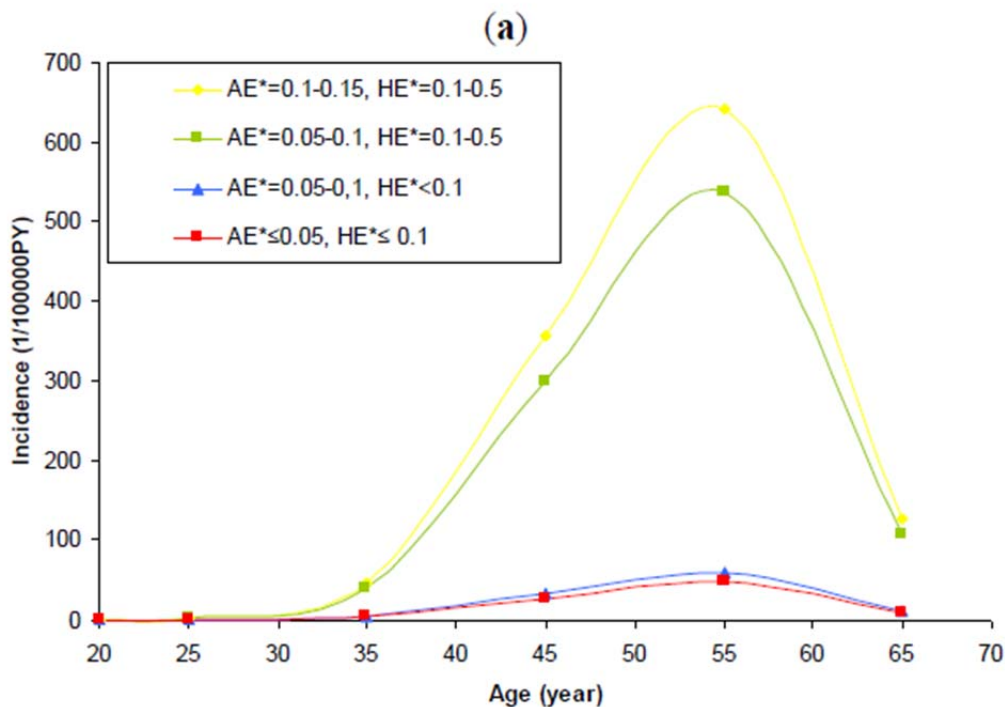 (a)
700
600
500
400
300
200
100
0
Incidence (1/100000PY)
AE*=0.1-0.15, HE*=0.1-0.5
AE*=0.05-0.1, HE*=0.1-0.5
AE*=0.05-0,1, HE*<0.1
AE*≤0.05, HE*≤ 0.1
20 25 30 35 40 45 50 55 60 65 70
Age (year)